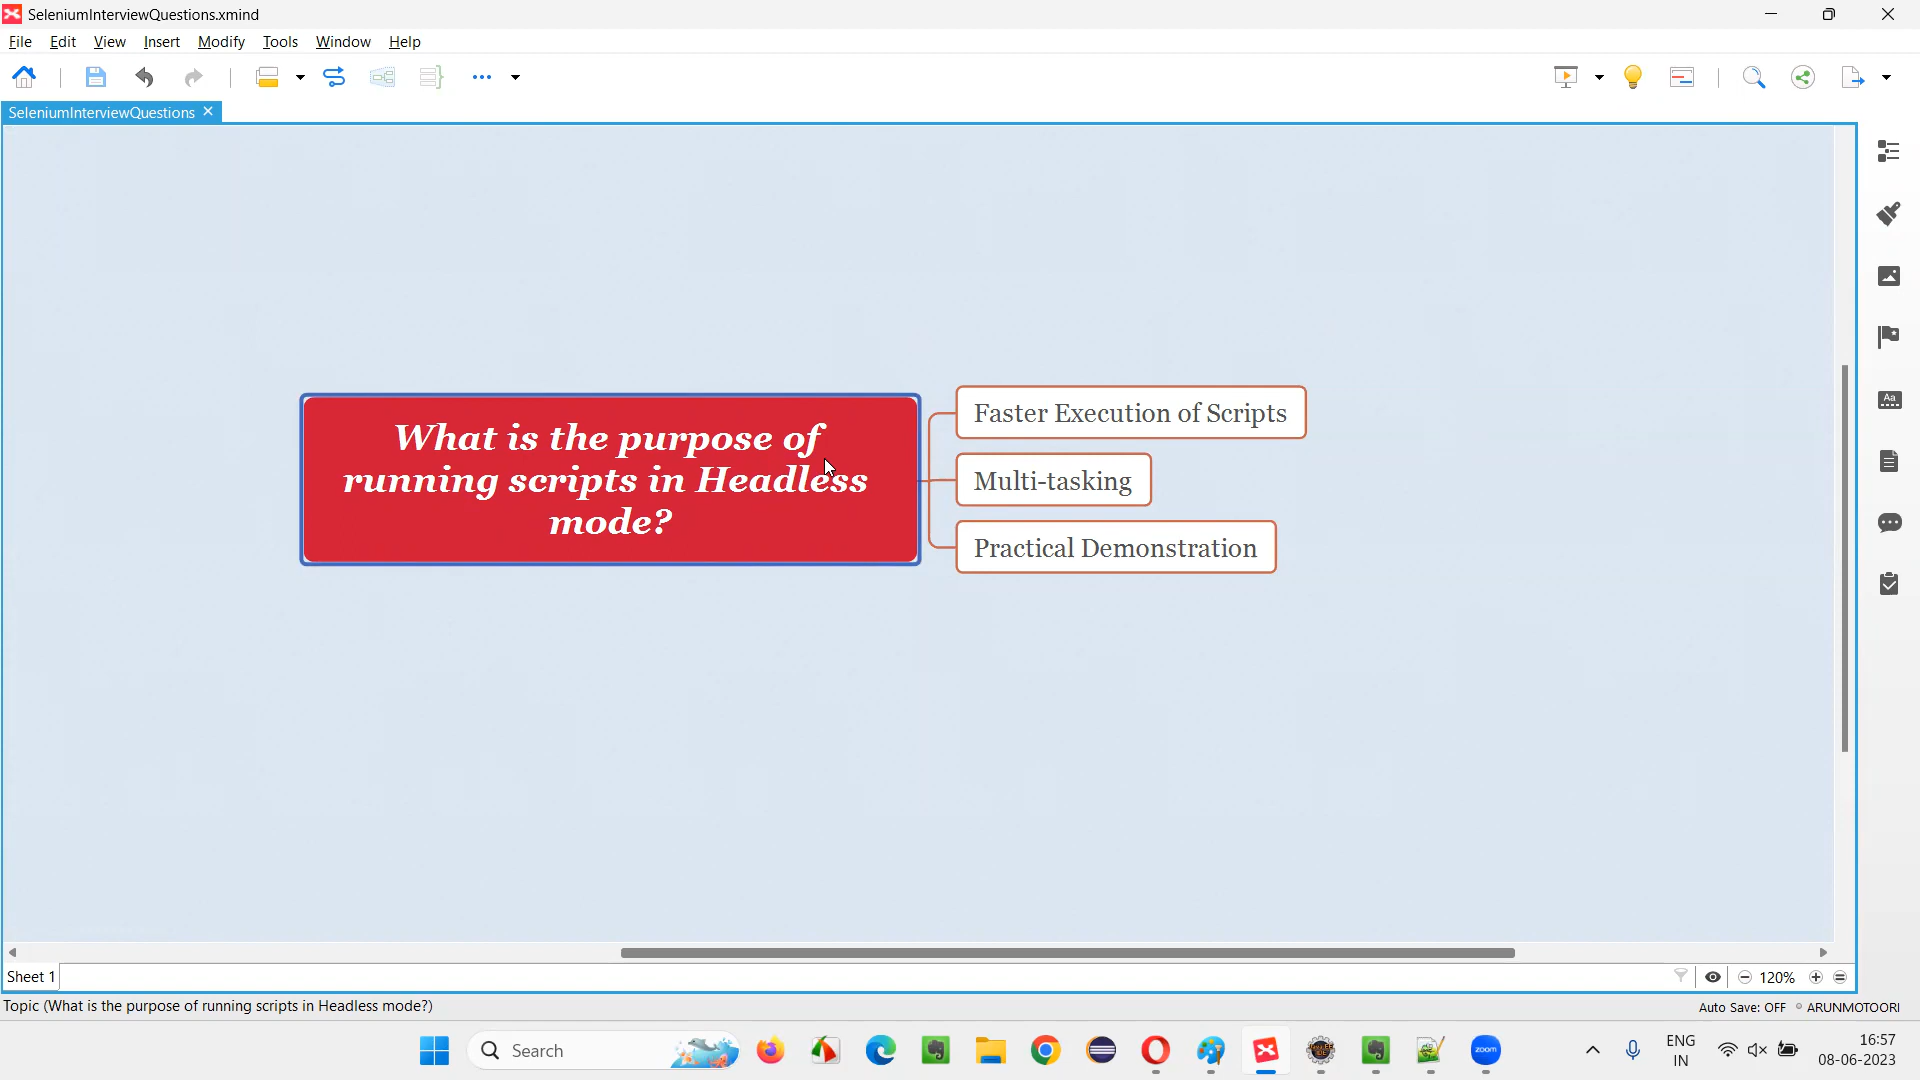 SeleniumInterviewQuestions.xmind
File Edit View Insert Modify Tools Window Help
SeleniumInterviewQuestions
What is the purpose of
running scripts in Headless
mode?
Faster Execution of Scripts
Multi-tasking
Practical Demonstration
Aa
Sheet 1
120%
Topic (What is the purpose of running scripts in Headless mode?)
Auto Save: OFF
ARUNMOTOORI
Search
zoom
ENG
IN
16:57
08-06-2023